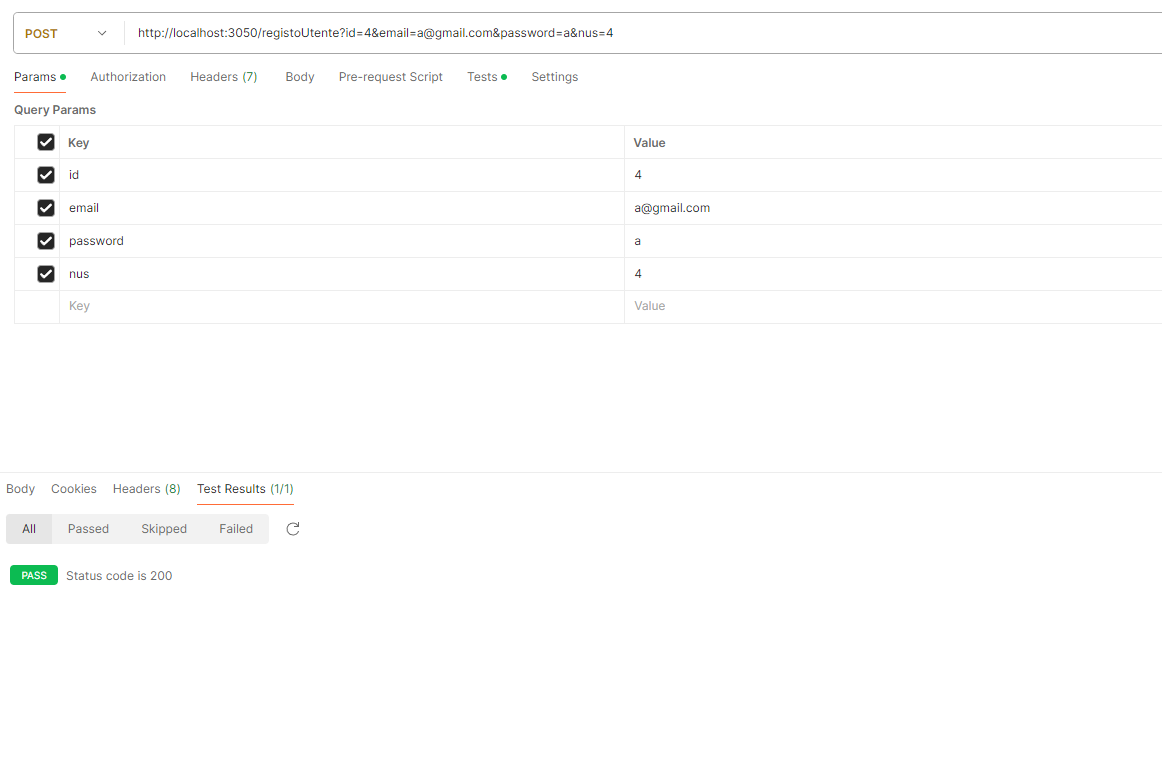 POST http://localhost:3050/registoUtente?id=4&email=a@gmail.com&password=a&nus=4
Params Authorization Headers (7) Body Pre-request Script Tests Settings
Query Params
Key Value
id 4
email a@gmail.com
password a
nus 4
Key Value
Body Cookies Headers (8) Test Results (1/1)
All Passed Skipped Failed
PASS Status code is 200